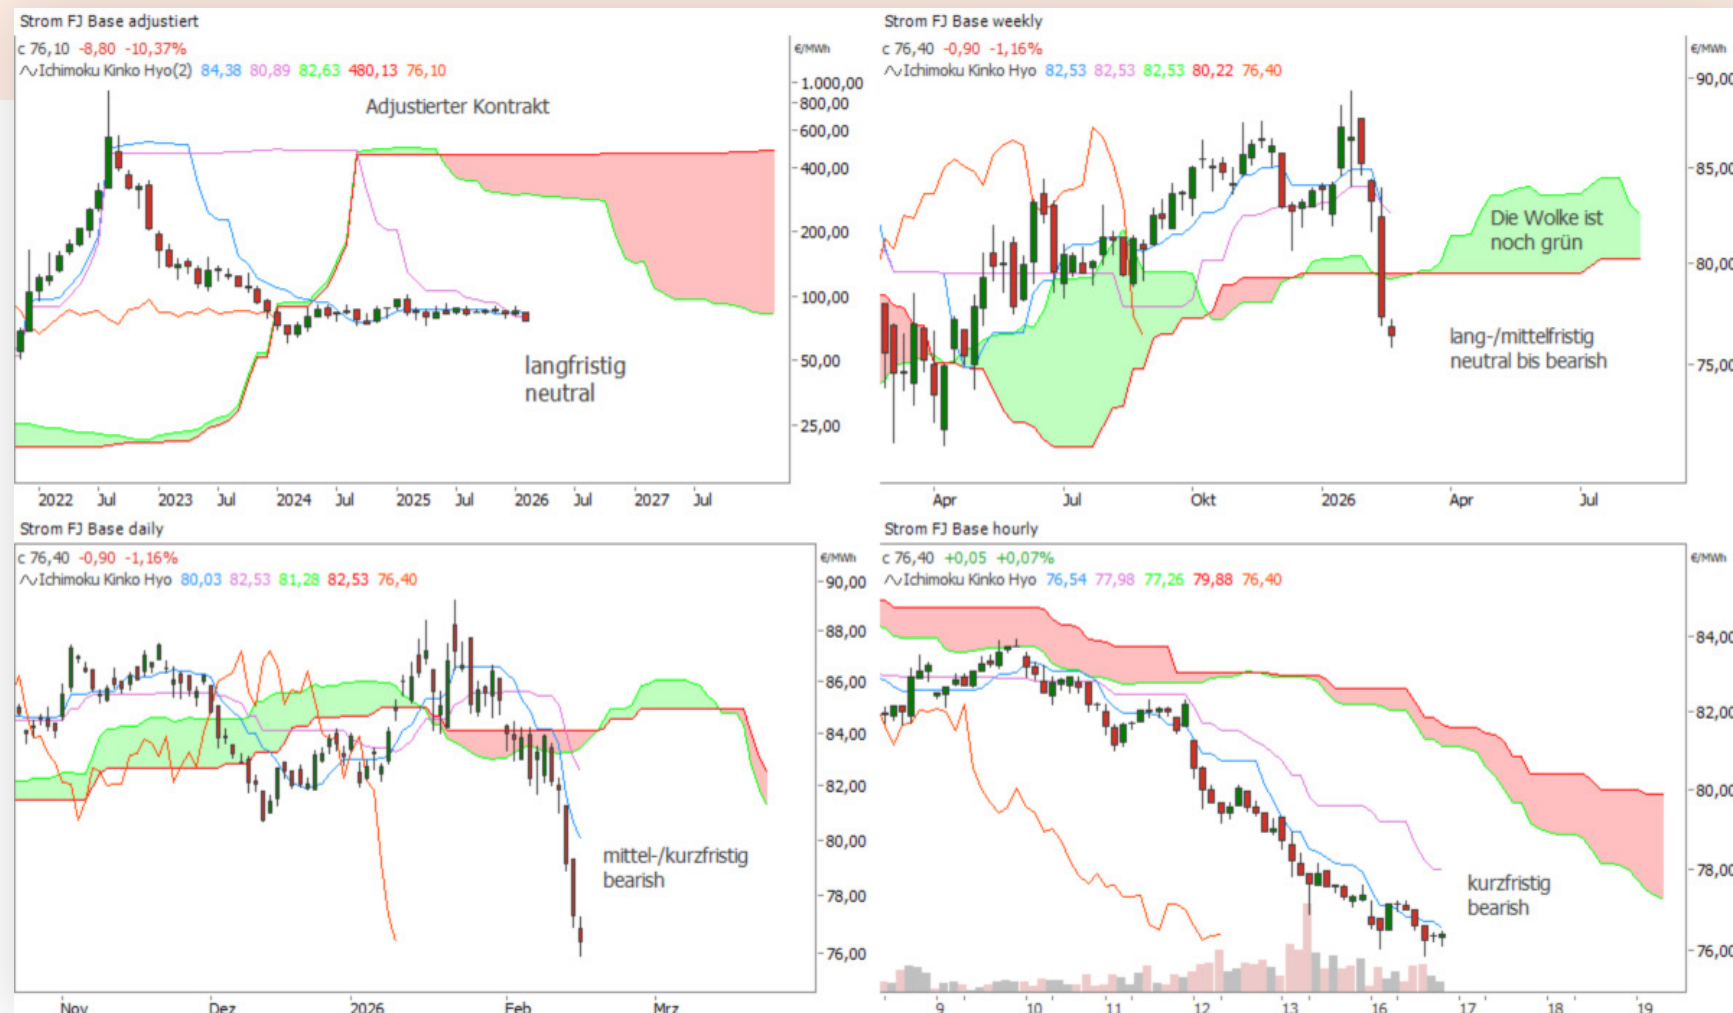 Strom FJ Base adjustiert
c 76,10 -8,80 -10,37%
Ichimoku Kinko Hyo(2) 84,38 80,89 82,63 480,13 76,10
€/MWh
Adjustierter Kontrakt
1.000,00
800,00
600,00
400,00
200,00
100,00
50,00
25,00
langfristig
neutral
2022 Jul 2023 Jul 2024 Jul 2025 Jul 2026 Jul 2027 Jul
Strom FJ Base weekly
c 76,40 -0,90 -1,16%
Ichimoku Kinko Hyo 82,53 82,53 82,53 80,22 76,40
€/MWh
90,00
85,00
80,00
75,00
Die Wolke ist
noch grün
lang-/mittelfristig
neutral bis bearish
Apr Jul Okt 2026 Apr Jul
Strom FJ Base daily
c 76,40 -0,90 -1,16%
Ichimoku Kinko Hyo 80,03 82,53 81,28 82,53 76,40
€/MWh
90,00
88,00
86,00
84,00
82,00
80,00
78,00
76,00
mittel-/kurzfristig
bearish
Nov Dez 2026 Feb Mrz
Strom FJ Base hourly
c 76,40 +0,05 +0,07%
Ichimoku Kinko Hyo 76,54 77,98 77,26 79,88 76,40
€/MWh
84,00
82,00
80,00
78,00
76,00
kurzfristig
bearish
9 10 11 12 13 16 17 18 19